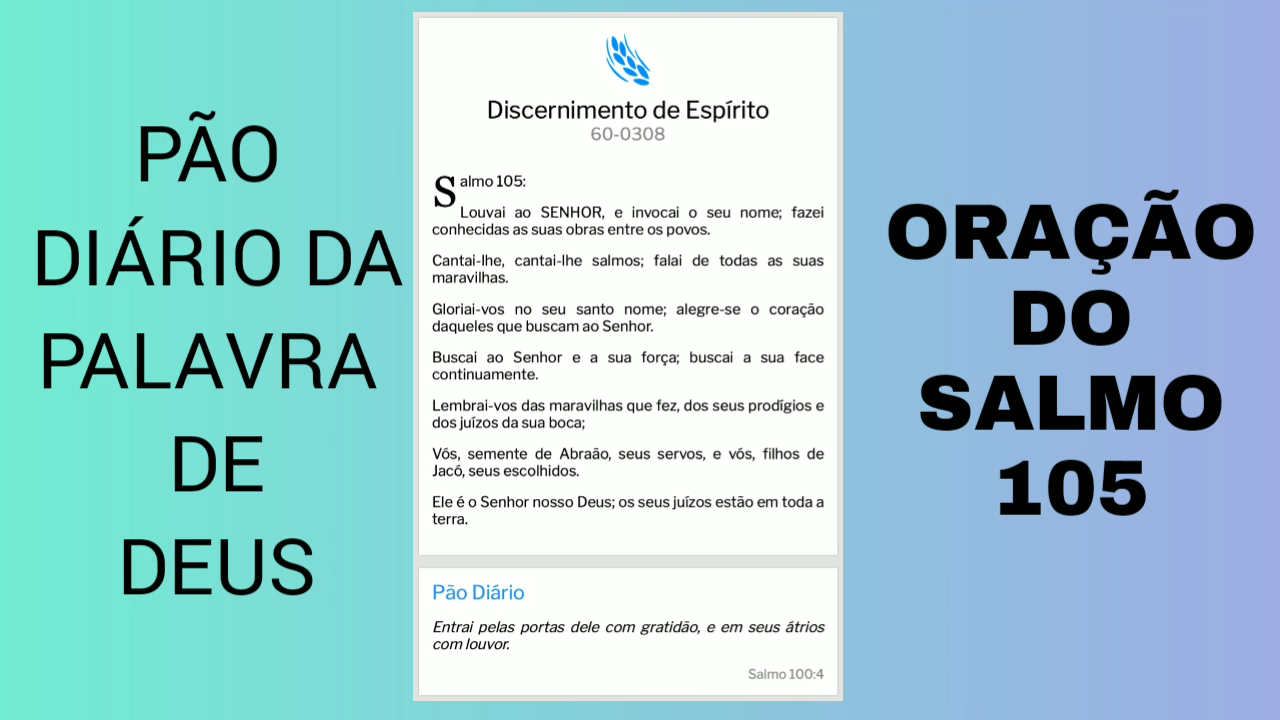 PÃO
DIÁRIO DA
PALAVRA
DE
DEUS
Discernimento de Espírito
60-0308
Salmo 105:
Louvai ao SENHOR, e invocai o seu nome; fazei
conhecidas as suas obras entre os povos.
Cantai-lhe, cantai-lhe salmos; falai de todas as suas
maravilhas.
Gloriai-vos no seu santo nome; alegre-se o coração
daqueles que buscam ao Senhor.
Buscai ao Senhor e a sua força; buscai a sua face
continuamente.
Lembrai-vos das maravilhas que fez, dos seus prodígios e
dos juízos da sua boca;
Vós, semente de Abraão, seus servos, e vós, filhos de
Jacó, seus escolhidos.
Ele é o Senhor nosso Deus; os seus juízos estão em toda a
terra.
Pão Diário
Entrai pelas portas dele com gratidão, e em seus átrios
com louvor.
Salmo 100:4
ORAÇÃO
DO
SALMO
105